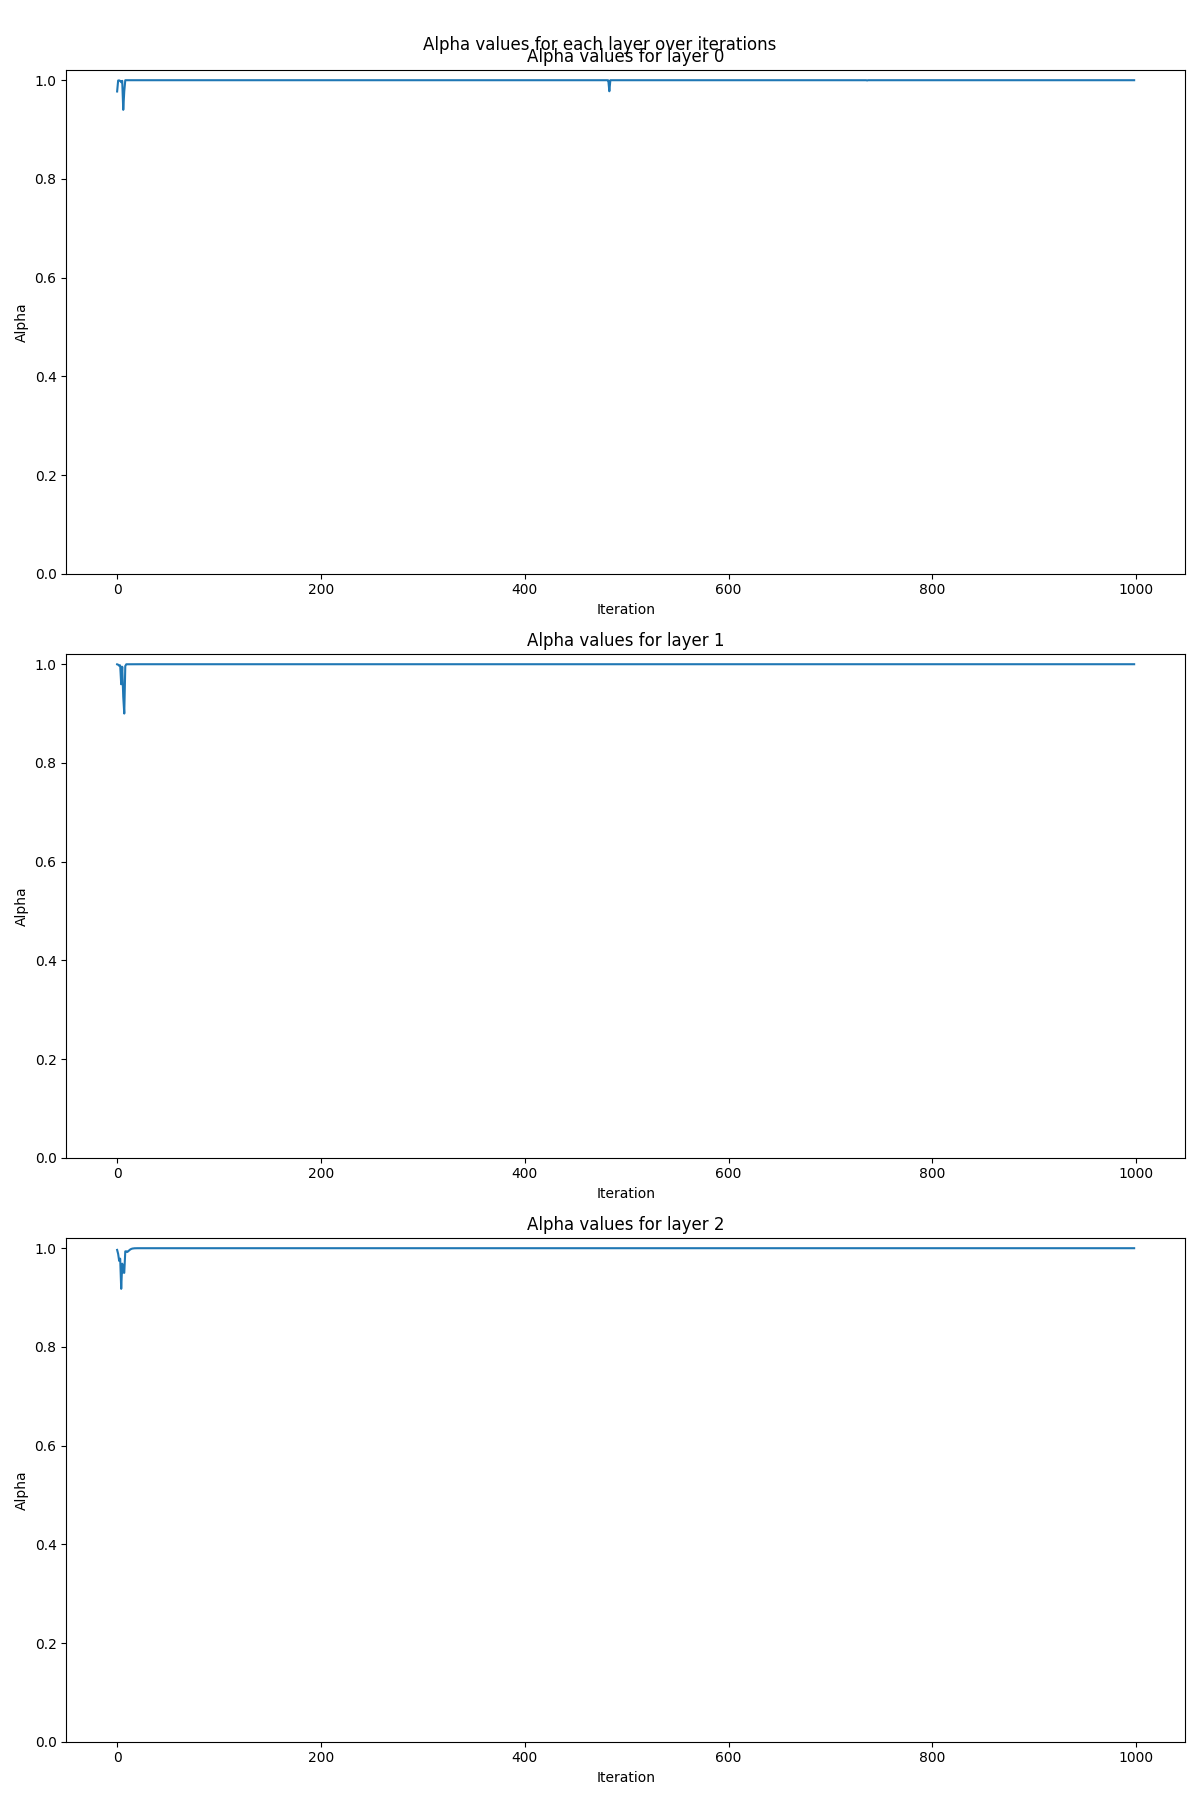 Alpha values for each layer over iterations
Alpha values for layer 0
1.0
0.8
0.6
0.4
0.2
0.0
Alpha
0 200 400 600 800 1000
Iteration
Alpha values for layer 1
1.0
0.8
0.6
0.4
0.2
0.0
Alpha
0 200 400 600 800 1000
Iteration
Alpha values for layer 2
1.0
0.8
0.6
0.4
0.2
0.0
Alpha
0 200 400 600 800 1000
Iteration